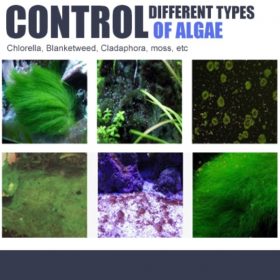 CONTROL DIFFERENT TYPES
OF ALGAE
Chlorella, Blanketweed, Cladaphora, moss, etc